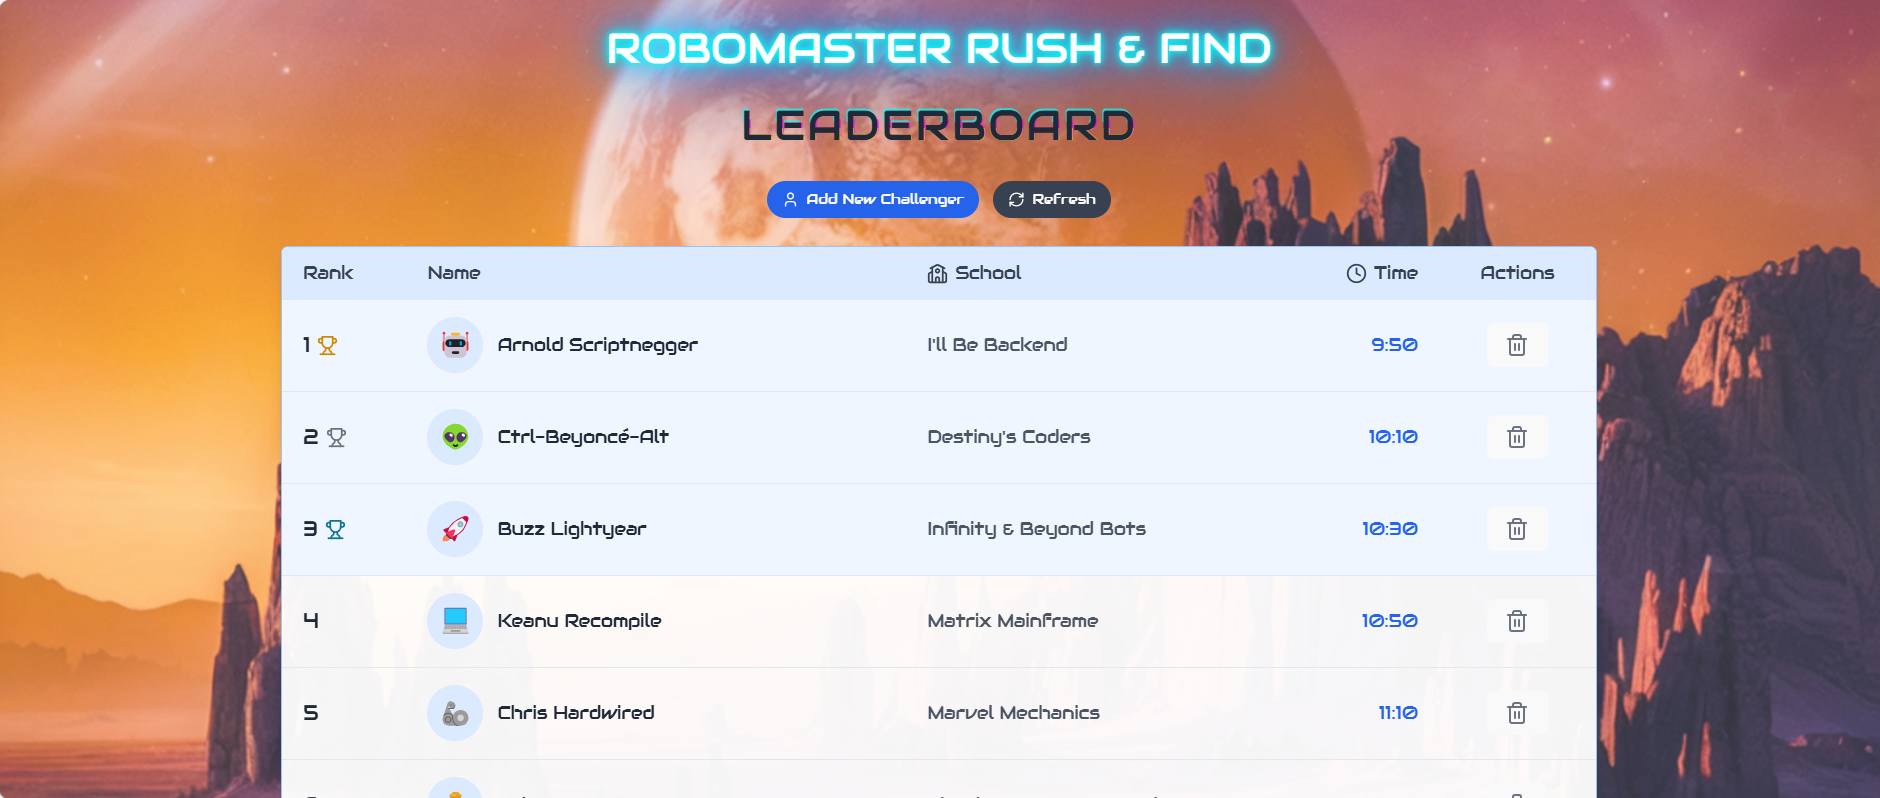 ROBOMASTER RUSH & FIND
LEADERBOARD
Add New Challenger Refresh
Rank Name School Time Actions
1 Arnold Scriptnegger I'll Be Backend 9:50
2 Ctrl-Beyoncé-Alt Destiny's Coders 10:10
3 Buzz Lightyear Infinity & Beyond Bots 10:30
4 Keanu Recompile Matrix Mainframe 10:50
5 Chris Hardwired Marvel Mechanics 11:10